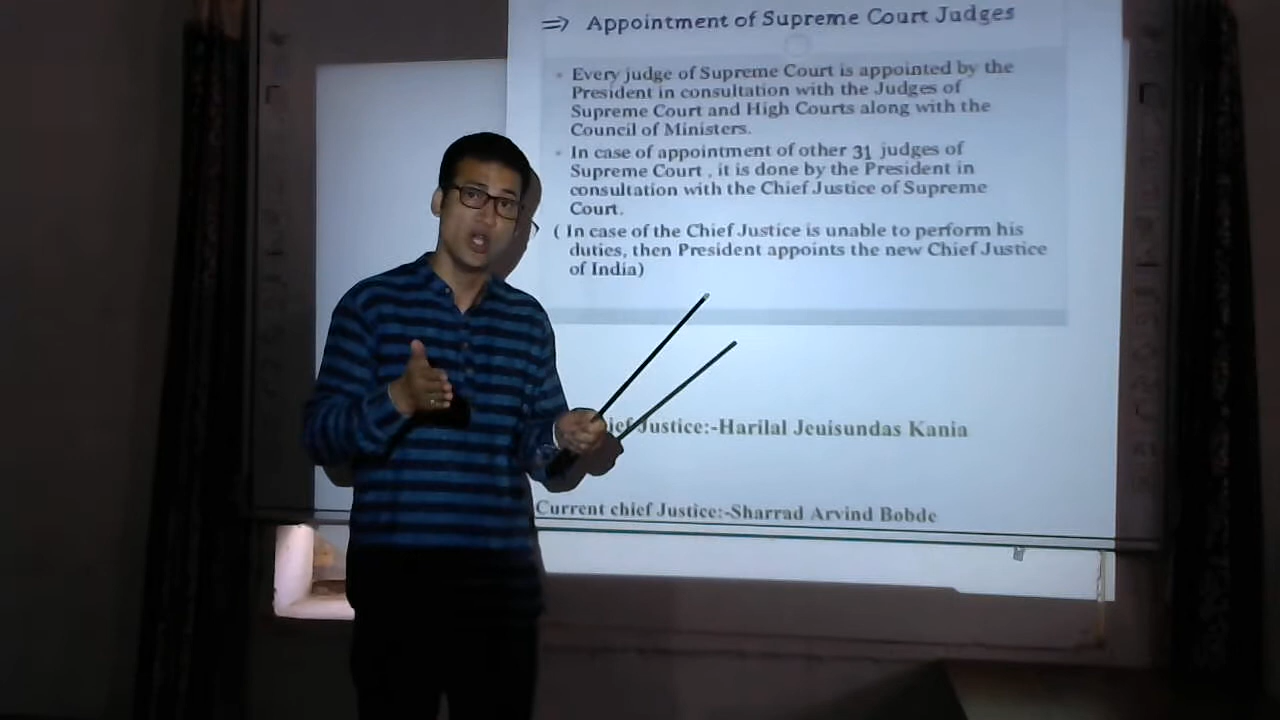 ⇒ Appointment of Supreme Court Judges
• Every judge of Supreme Court is appointed by the
President in consultation with the Judges of
Supreme Court and High Courts along with the
Council of Ministers.
• In case of appointment of other 31 judges of
Supreme Court , it is done by the President in
consultation with the Chief Justice of Supreme
Court.
( In case of the Chief Justice is unable to perform his
duties, then President appoints the new Chief Justice
of India)
Justice:-Harilal Jeuisundas Kania
Current chief Justice:-Sharrad Arvind Bobde